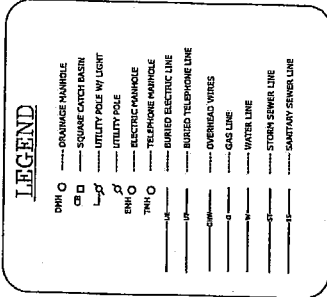 LEGEND
DMH ----- DRAINAGE MANHOLE
CB ----- SQUARE CATCH BASIN
----- UTILITY POLE W/ LIGHT
----- UTILITY POLE
EMH ----- ELECTRIC MANHOLE
TMH ----- TELEPHONE MANHOLE
UE ----- BURIED ELECTRIC LINE
UT ----- BURIED TELEPHONE LINE
OHW ----- OVERHEAD WIRES
G ----- GAS LINE
W ----- WATER LINE
ST ----- STORM SEWER LINE
SS ----- SANITARY SEWER LINE